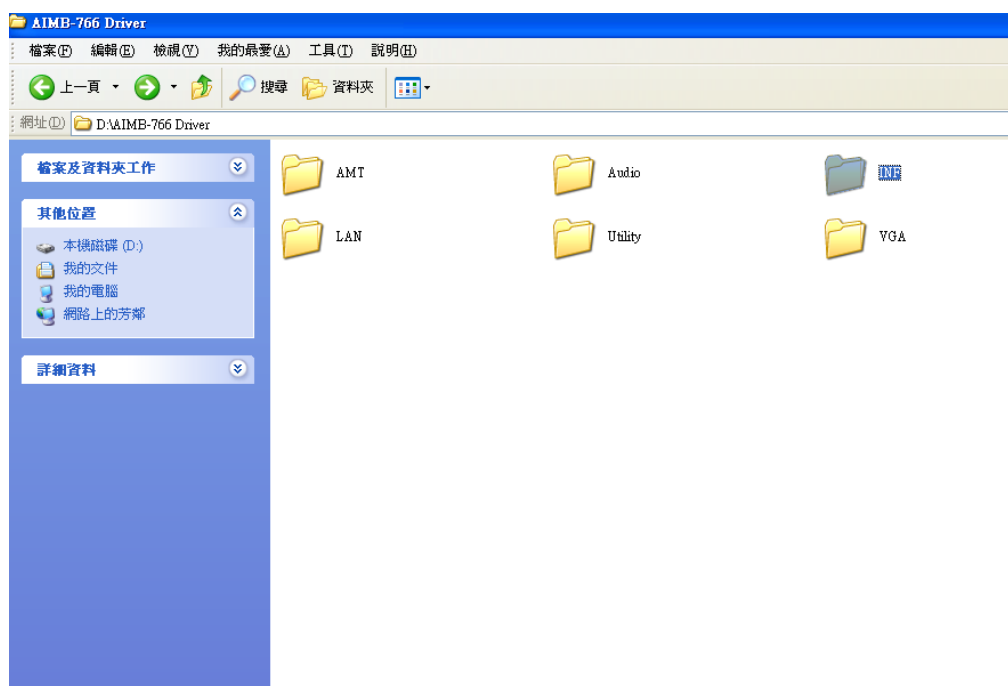 AIMB-766 Driver
檔案(F) 編輯(E) 檢視(V) 我的最愛(A) 工具(T) 說明(H)
上一頁 搜尋 資料夾
網址(D) D:\AIMB-766 Driver
檔案及資料夾工作
其他位置
本機磁碟 (D:)
我的文件
我的電腦
網路上的芳鄰
詳細資料
AMT Audio INF
LAN Utility VGA